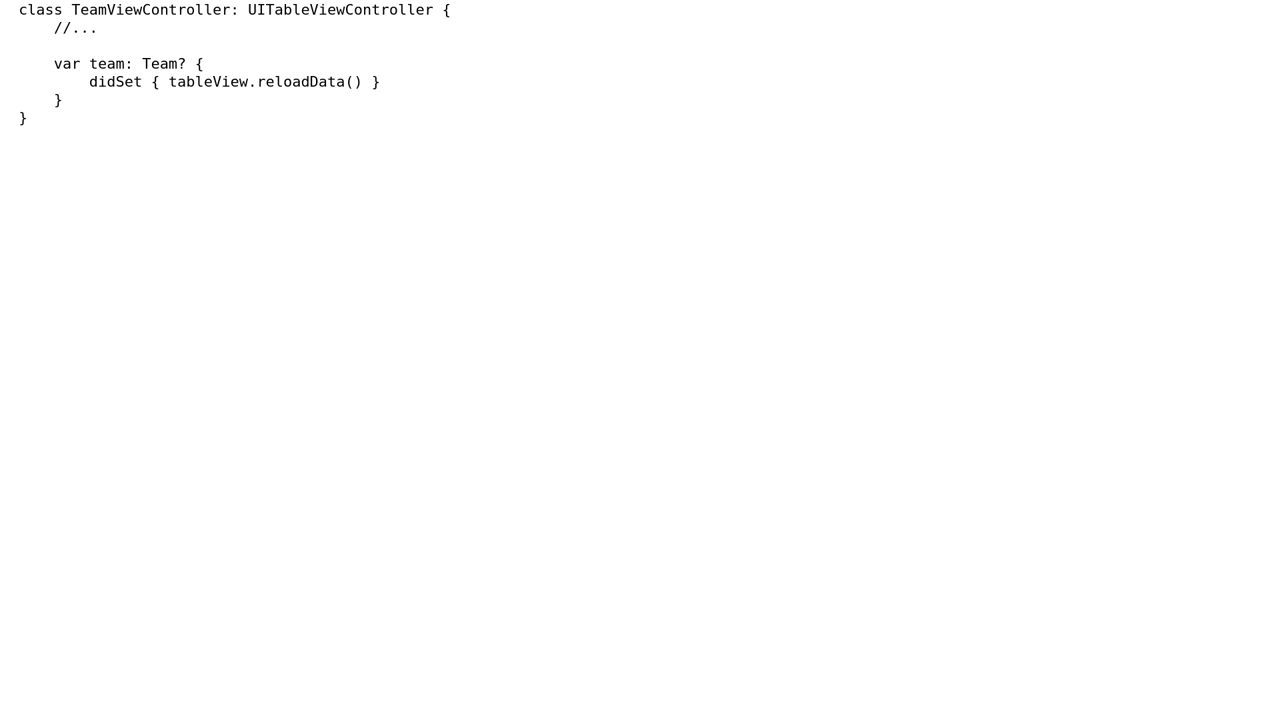 class TeamViewController: UITableViewController {
    //...

    var team: Team? {
        didSet { tableView.reloadData() }
    }
}